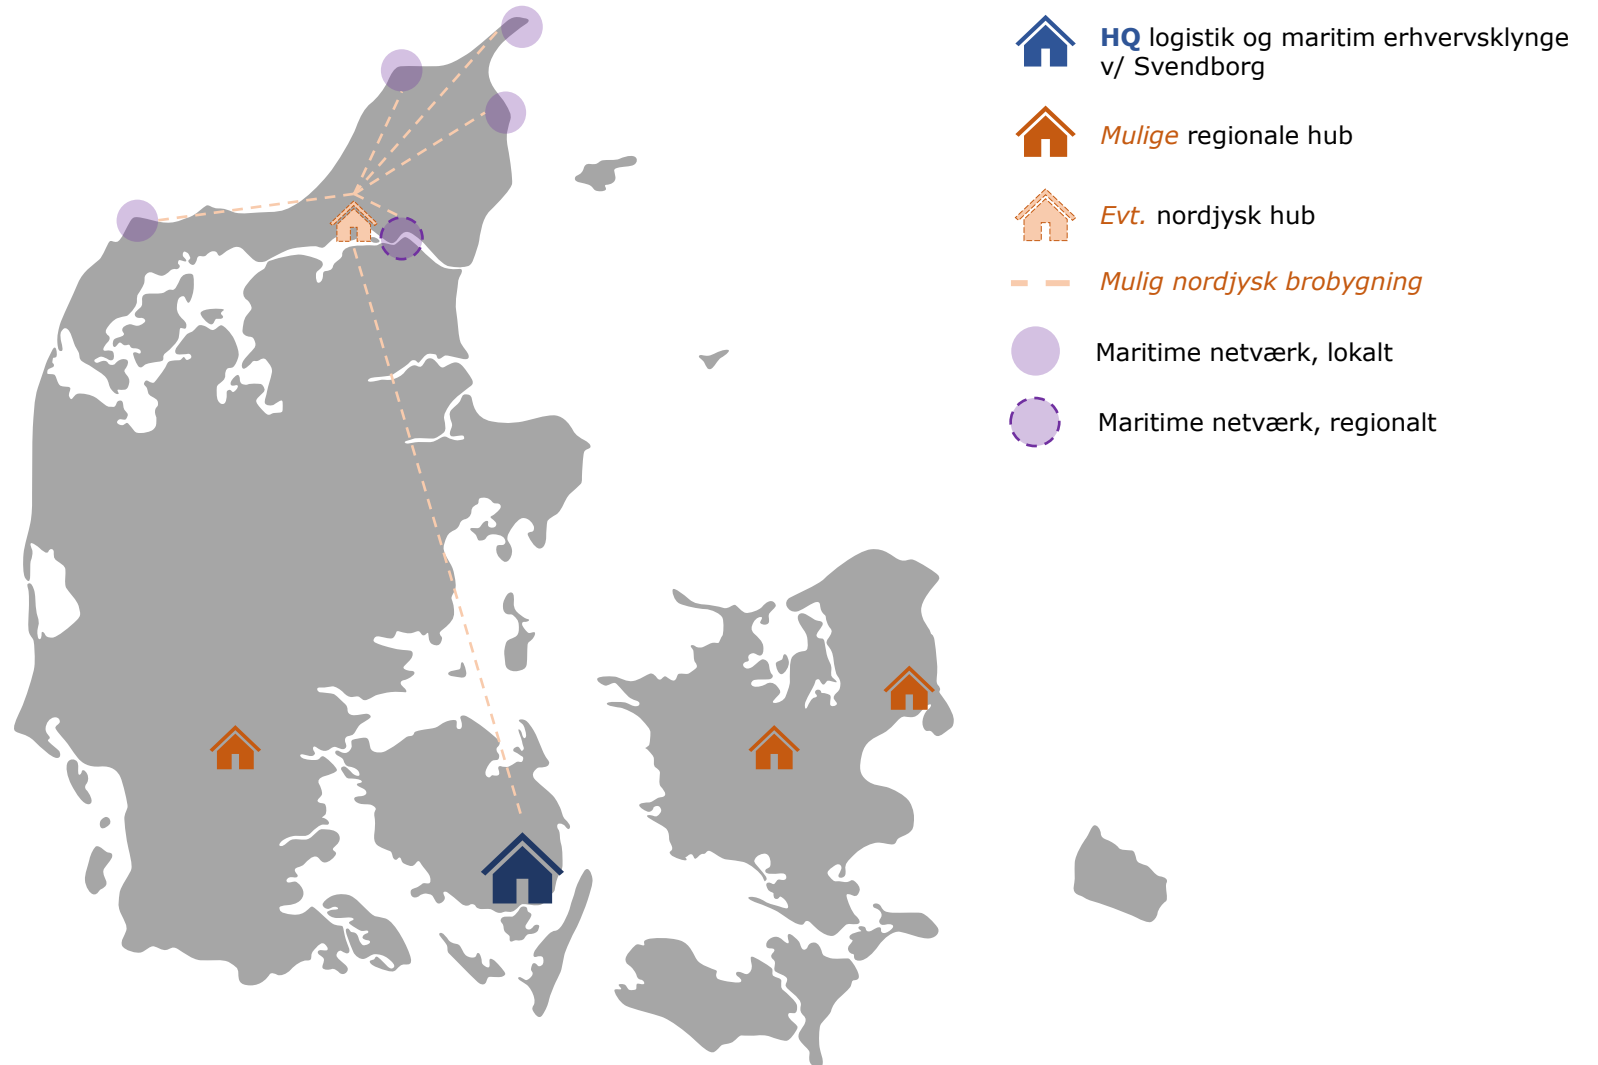 HQ logistik og maritim erhvervsklynge
v/ Svendborg
Mulige regionale hub
Evt. nordjysk hub
Mulig nordjysk brobygning
Maritime netværk, lokalt
Maritime netværk, regionalt